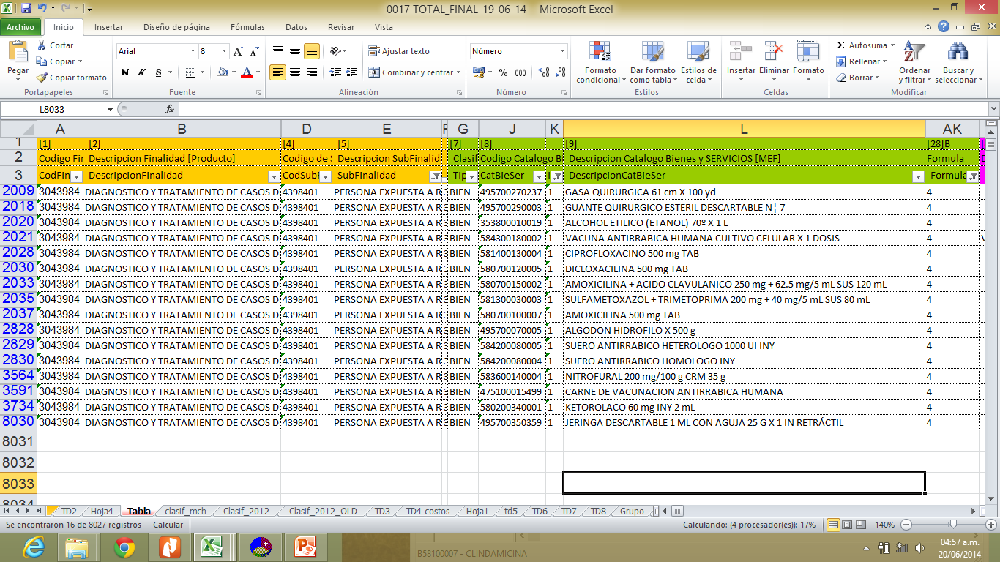 0017 TOTAL_FINAL-19-06-14 - Microsoft Excel
Archivo Inicio Insertar Diseño de página Fórmulas Datos Revisar Vista
Pegar
Cortar
Copiar
Copiar formato
Portapapeles
Arial 8
N K S
Fuente
Ajustar texto
Combinar y centrar
Alineación
Número
% 000
Número
Formato condicional
Dar formato como tabla
Estilos de celda
Estilos
Insertar Eliminar Formato
Celdas
Autosuma
Rellenar
Borrar
Ordenar y filtrar
Buscar y seleccionar
Modificar
L8033 fx
A B D E F G J K L AK
1 [1] [2] [4] [5] [7] [8] [9] [28]B
2 Codigo Fi Descripcion Finalidad [Producto] Codigo de Descripcion SubFinalida Clasif Codigo Catalogo B Descripcion Catalogo Bienes y SERVICIOS [MEF] Formula
3 CodFin DescripcionFinalidad CodSubF SubFinalidad Tip CatBieSer DescripcionCatBieSer Formula
2009 3043984 DIAGNOSTICO Y TRATAMIENTO DE CASOS D 4398401 PERSONA EXPUESTA A R 3 BIEN 495700270237 1 GASA QUIRURGICA 61 cm X 100 yd 4
2018 3043984 DIAGNOSTICO Y TRATAMIENTO DE CASOS D 4398401 PERSONA EXPUESTA A R 3 BIEN 495700290003 1 GUANTE QUIRURGICO ESTERIL DESCARTABLE N¦ 7 4
2020 3043984 DIAGNOSTICO Y TRATAMIENTO DE CASOS D 4398401 PERSONA EXPUESTA A R 3 BIEN 353800010019 1 ALCOHOL ETILICO (ETANOL) 70º X 1 L 4
2021 3043984 DIAGNOSTICO Y TRATAMIENTO DE CASOS D 4398401 PERSONA EXPUESTA A R 3 BIEN 584300180002 1 VACUNA ANTIRRABICA HUMANA CULTIVO CELULAR X 1 DOSIS 4
2028 3043984 DIAGNOSTICO Y TRATAMIENTO DE CASOS D 4398401 PERSONA EXPUESTA A R 3 BIEN 581400130004 1 CIPROFLOXACINO 500 mg TAB 4
2030 3043984 DIAGNOSTICO Y TRATAMIENTO DE CASOS D 4398401 PERSONA EXPUESTA A R 3 BIEN 580700120005 1 DICLOXACILINA 500 mg TAB 4
2033 3043984 DIAGNOSTICO Y TRATAMIENTO DE CASOS D 4398401 PERSONA EXPUESTA A R 3 BIEN 580700150002 1 AMOXICILINA + ACIDO CLAVULANICO 250 mg + 62.5 mg/5 mL SUS 120 mL 4
2035 3043984 DIAGNOSTICO Y TRATAMIENTO DE CASOS D 4398401 PERSONA EXPUESTA A R 3 BIEN 581300030003 1 SULFAMETOXAZOL + TRIMETOPRIMA 200 mg + 40 mg/5 mL SUS 80 mL 4
2037 3043984 DIAGNOSTICO Y TRATAMIENTO DE CASOS D 4398401 PERSONA EXPUESTA A R 3 BIEN 580700100007 1 AMOXICILINA 500 mg TAB 4
2828 3043984 DIAGNOSTICO Y TRATAMIENTO DE CASOS D 4398401 PERSONA EXPUESTA A R 3 BIEN 495700070005 1 ALGODON HIDROFILO X 500 g 4
2829 3043984 DIAGNOSTICO Y TRATAMIENTO DE CASOS D 4398401 PERSONA EXPUESTA A R 3 BIEN 584200080005 1 SUERO ANTIRRABICO HETEROLOGO 1000 UI INY 4
2830 3043984 DIAGNOSTICO Y TRATAMIENTO DE CASOS D 4398401 PERSONA EXPUESTA A R 3 BIEN 584200080004 1 SUERO ANTIRRABICO HOMOLOGO INY 4
3564 3043984 DIAGNOSTICO Y TRATAMIENTO DE CASOS D 4398401 PERSONA EXPUESTA A R 3 BIEN 583600140004 1 NITROFURAL 200 mg/100 g CRM 35 g 4
3591 3043984 DIAGNOSTICO Y TRATAMIENTO DE CASOS D 4398401 PERSONA EXPUESTA A R 3 BIEN 475100015499 1 CARNE DE VACUNACION ANTIRRABICA HUMANA 4
3734 3043984 DIAGNOSTICO Y TRATAMIENTO DE CASOS D 4398401 PERSONA EXPUESTA A R 3 BIEN 580200340001 1 KETOROLACO 60 mg INY 2 mL 4
8030 3043984 DIAGNOSTICO Y TRATAMIENTO DE CASOS D 4398401 PERSONA EXPUESTA A R 3 BIEN 495700350359 1 JERINGA DESCARTABLE 1 ML CON AGUJA 25 G X 1 IN RETRÁCTIL 4
8031
8032
8033
8034
TD2 Hoja4 Tabla clasif_mch Clasif_2012 Clasif_2012_OLD TD3 TD4-costos Hoja1 td5 TD6 TD7 TD8 Grupo
Se encontraron 16 de 8027 registros Calcular Calculando: (4 procesador(es)): 17% 140%
B58100007 - CLINDAMICINA
04:57 a.m.
20/06/2014